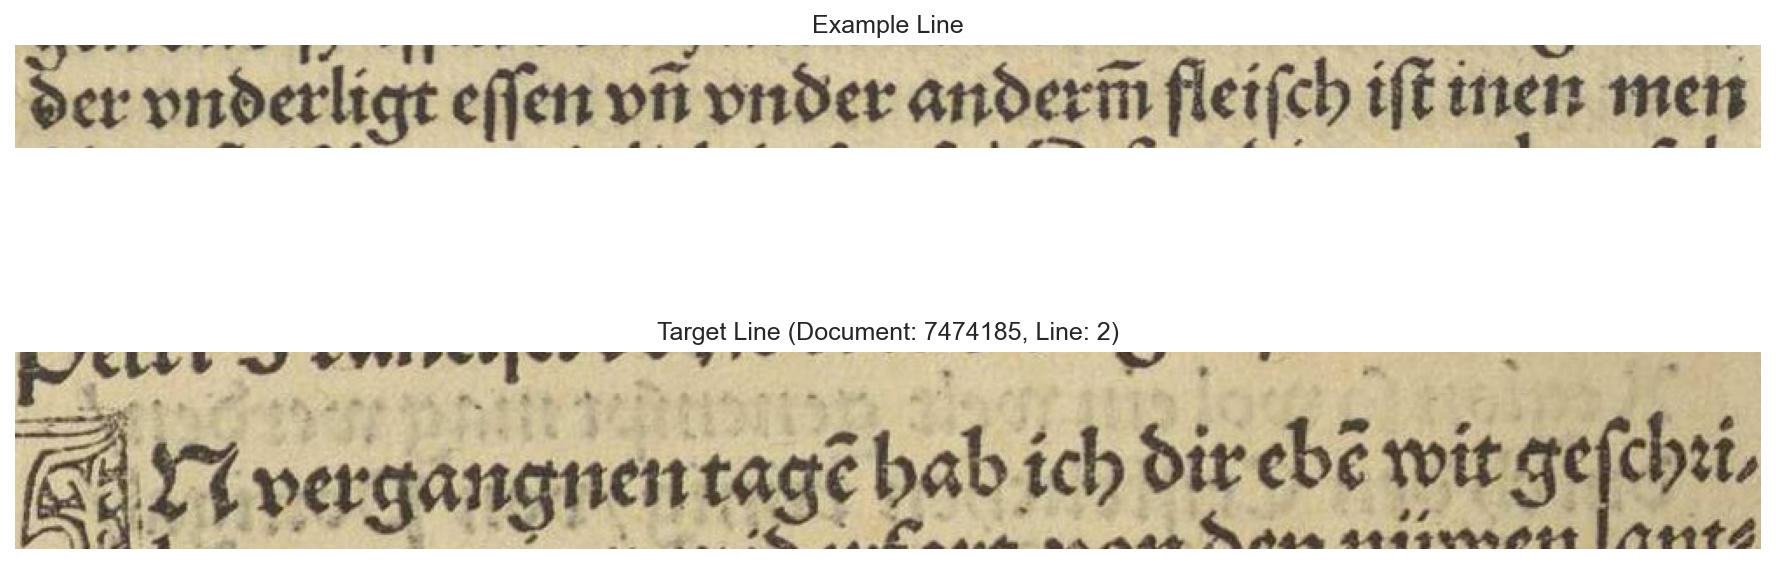 Example Line
der vnderligt eſſen vn̄ vnder anderm̄ fleiſch iſt inen men
Target Line (Document: 7474185, Line: 2)
N vergangnen tagē hab ich dir ebē wit geſchri⸗